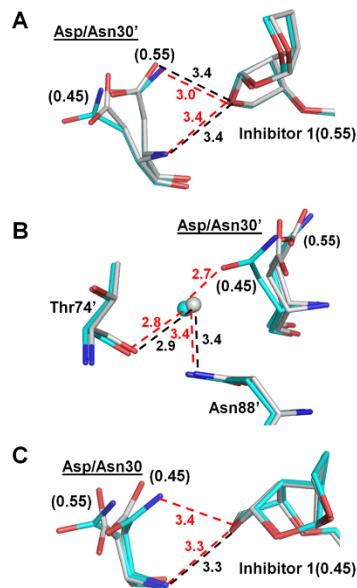 A
Asp/Asn30'
(0.55)
(0.45)
3.4
3.0
3.4
3.4
Inhibitor 1(0.55)
B
Asp/Asn30'
(0.55)
2.7
(0.45)
Thr74'
2.8
2.9
3.4
3.4
Asn88'
C
Asp/Asn30
(0.45)
(0.55)
3.4
3.3
3.3
Inhibitor 1(0.45)